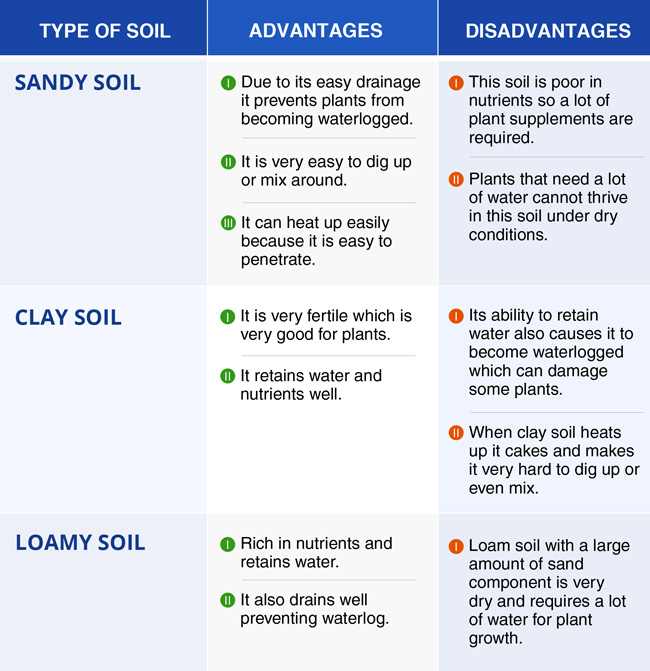 TYPE OF SOIL
ADVANTAGES
DISADVANTAGES
SANDY SOIL
I Due to its easy drainage
it prevents plants from
becoming waterlogged.
II It is very easy to dig up
or mix around.
III It can heat up easily
because it is easy to
penetrate.
I This soil is poor in
nutrients so a lot of
plant supplements are
required.
II Plants that need a lot
of water cannot thrive
in this soil under dry
conditions.
CLAY SOIL
I It is very fertile which is
very good for plants.
II It retains water and
nutrients well.
I Its ability to retain
water also causes it to
become waterlogged
which can damage
some plants.
II When clay soil heats
up it cakes and makes
it very hard to dig up or
even mix.
LOAMY SOIL
I Rich in nutrients and
retains water.
II It also drains well
preventing waterlog.
I Loam soil with a large
amount of sand
component is very
dry and requires a lot
of water for plant
growth.